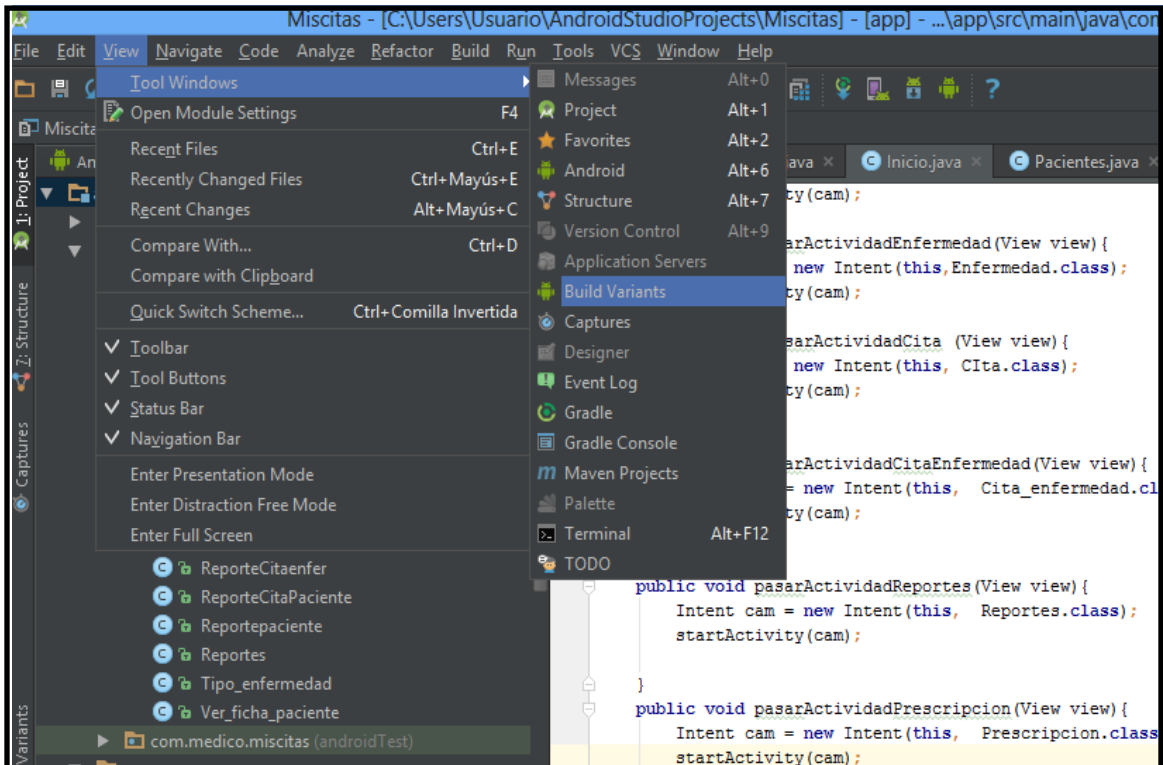 Miscitas - [C:\Users\Usuario\AndroidStudioProjects\Miscitas] - [app] - ...\app\src\main\java\con
File Edit View Navigate Code Analyze Refactor Build Run Tools VCS Window Help
Tool Windows
Open Module Settings F4
Recent Files Ctrl+E
Recently Changed Files Ctrl+Mayús+E
Recent Changes Alt+Mayús+C
Compare With... Ctrl+D
Compare with Clipboard
Quick Switch Scheme... Ctrl+Comilla Invertida
Toolbar
Tool Buttons
Status Bar
Navigation Bar
Enter Presentation Mode
Enter Distraction Free Mode
Enter Full Screen
Messages Alt+0
Project Alt+1
Favorites Alt+2
Android Alt+6
Structure Alt+7
Version Control Alt+9
Application Servers
Build Variants
Captures
Designer
Event Log
Gradle
Gradle Console
Maven Projects
Palette
Terminal Alt+F12
TODO
Miscita
An
1: Project
7: Structure
Captures
Variants
ReporteCitaenfer
ReporteCitaPaciente
Reportepaciente
Reportes
Tipo_enfermedad
Ver_ficha_paciente
com.medico.miscitas (androidTest)
ava × Inicio.java × Pacientes.java ×
ty(cam);
arActividadEnfermedad(View view){
new Intent(this,Enfermedad.class);
ty(cam);
sarActividadCita (View view){
new Intent(this, CIta.class);
ty(cam);
arActividadCitaEnfermedad(View view){
= new Intent(this, Cita_enfermedad.cl
ty(cam);
public void pasarActividadReportes(View view){
Intent cam = new Intent(this, Reportes.class);
startActivity(cam);
}
public void pasarActividadPrescripcion(View view){
Intent cam = new Intent(this, Prescripcion.class
startActivity(cam);